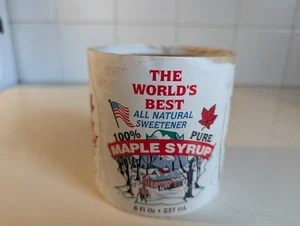 THE
WORLD'S
BEST
ALL NATURAL
SWEETENER
100% PURE
MAPLE SYRUP
8 Fl Oz • 237 mL